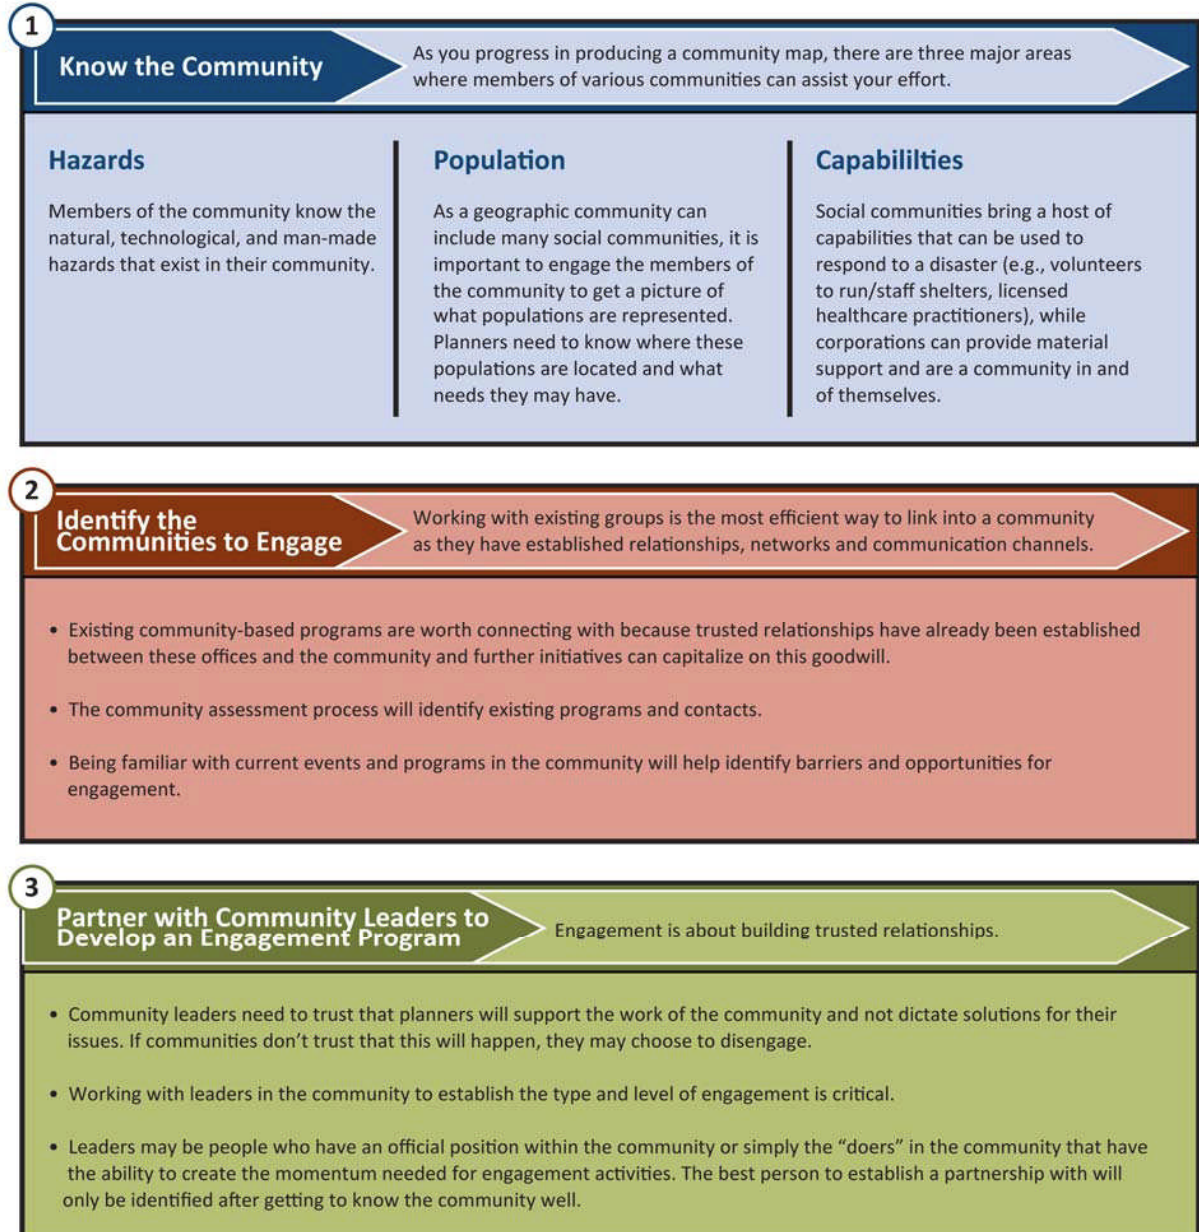 1
Know the Community
As you progress in producing a community map, there are three major areas
where members of various communities can assist your effort.
Hazards
Members of the community know the
natural, technological, and man-made
hazards that exist in their community.
Population
As a geographic community can
include many social communities, it is
important to engage the members of
the community to get a picture of
what populations are represented.
Planners need to know where these
populations are located and what
needs they may have.
Capabililties
Social communities bring a host of
capabilities that can be used to
respond to a disaster (e.g., volunteers
to run/staff shelters, licensed
healthcare practitioners), while
corporations can provide material
support and are a community in and
of themselves.
2
Identify the
Communities to Engage
Working with existing groups is the most efficient way to link into a community
as they have established relationships, networks and communication channels.
• Existing community-based programs are worth connecting with because trusted relationships have already been established
between these offices and the community and further initiatives can capitalize on this goodwill.
• The community assessment process will identify existing programs and contacts.
• Being familiar with current events and programs in the community will help identify barriers and opportunities for
engagement.
3
Partner with Community Leaders to
Develop an Engagement Program
Engagement is about building trusted relationships.
• Community leaders need to trust that planners will support the work of the community and not dictate solutions for their
issues. If communities don’t trust that this will happen, they may choose to disengage.
• Working with leaders in the community to establish the type and level of engagement is critical.
• Leaders may be people who have an official position within the community or simply the “doers” in the community that have
the ability to create the momentum needed for engagement activities. The best person to establish a partnership with will
only be identified after getting to know the community well.